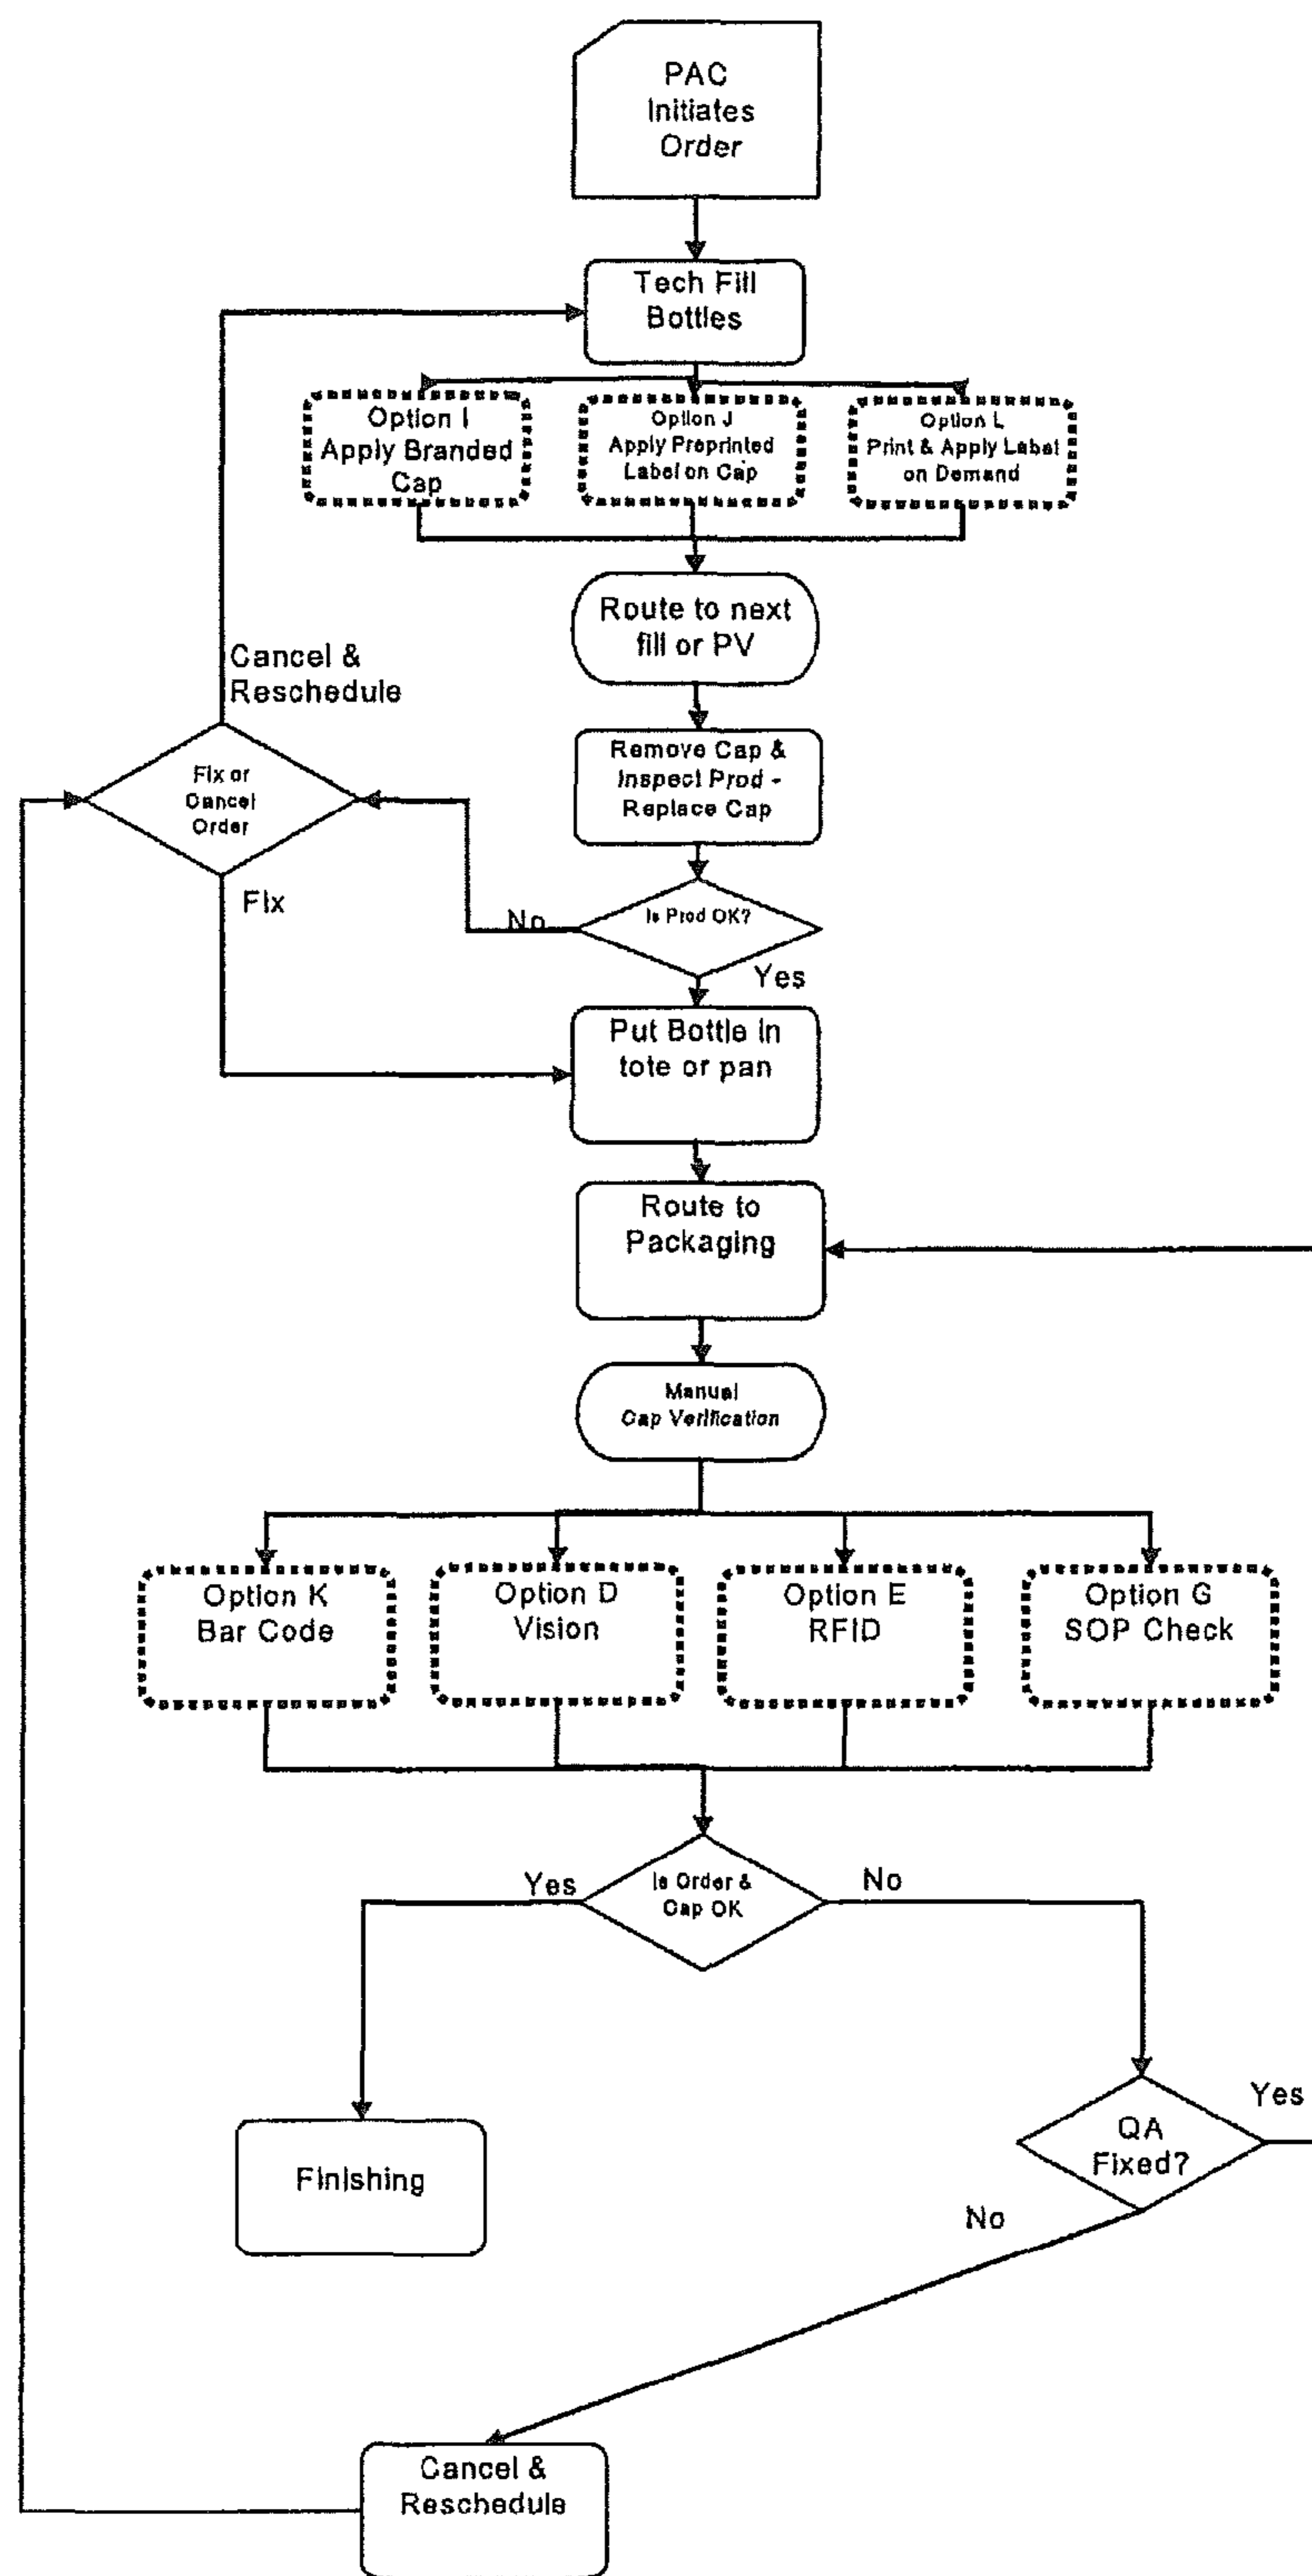 PAC
Initiates
Order
Tech Fill
Bottles
Option I
Apply Branded
Cap
Option J
Apply Preprinted
Label on Cap
Option L
Print & Apply Label
on Demand
Route to next
fill or PV
Cancel &
Reschedule
Remove Cap &
Inspect Prod -
Replace Cap
Fix or
Cancel
Order
Fix
No
Is Prod OK?
Yes
Put Bottle in
tote or pan
Route to
Packaging
Manual
Cap Verification
Option K
Bar Code
Option D
Vision
Option E
RFID
Option G
SOP Check
Yes
Is Order &
Cap OK
No
Finishing
QA
Fixed?
Yes
No
Cancel &
Reschedule